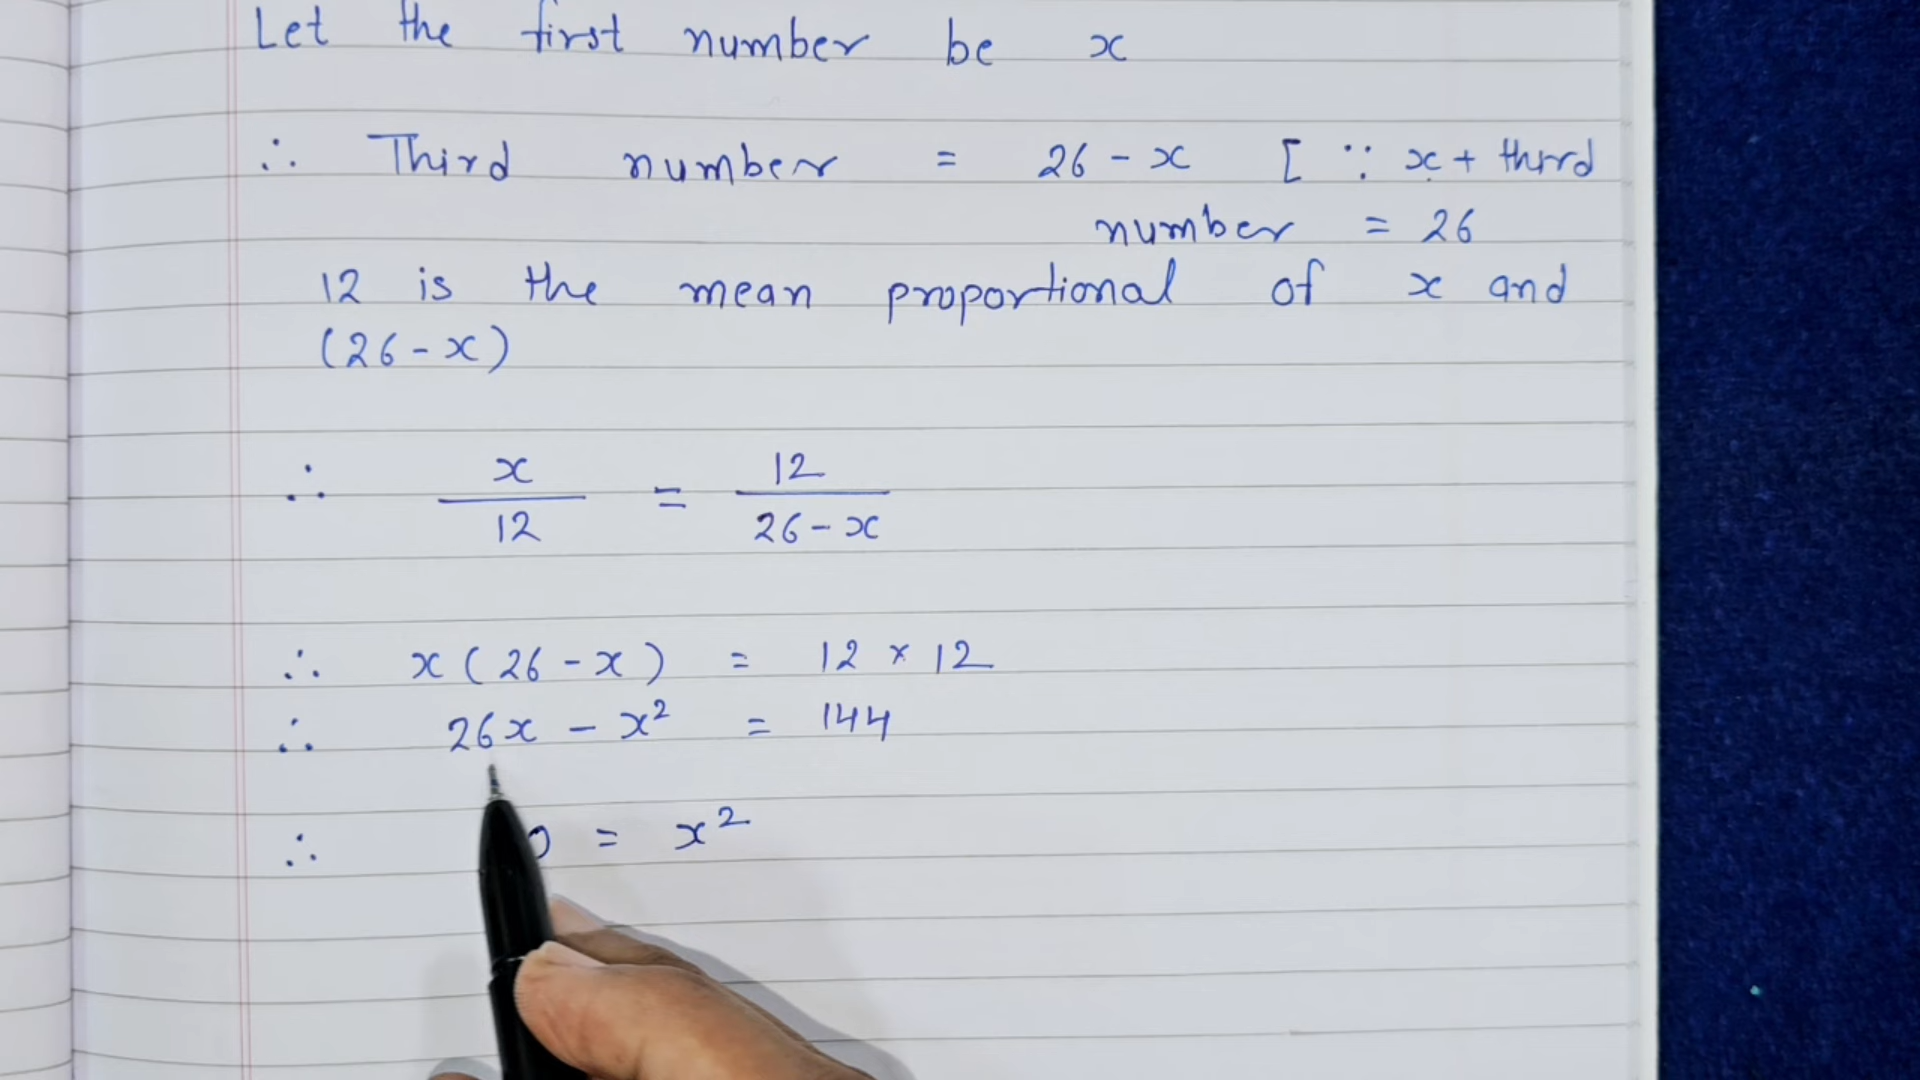 Let the first number be x
∴ Third number = 26 - x [ ∵ x + third
number = 26
12 is the mean proportional of x and
(26 - x)
∴ x/12 = 12/(26 - x)
∴ x(26 - x) = 12 × 12
∴ 26x - x² = 144
∴ 0 = x²